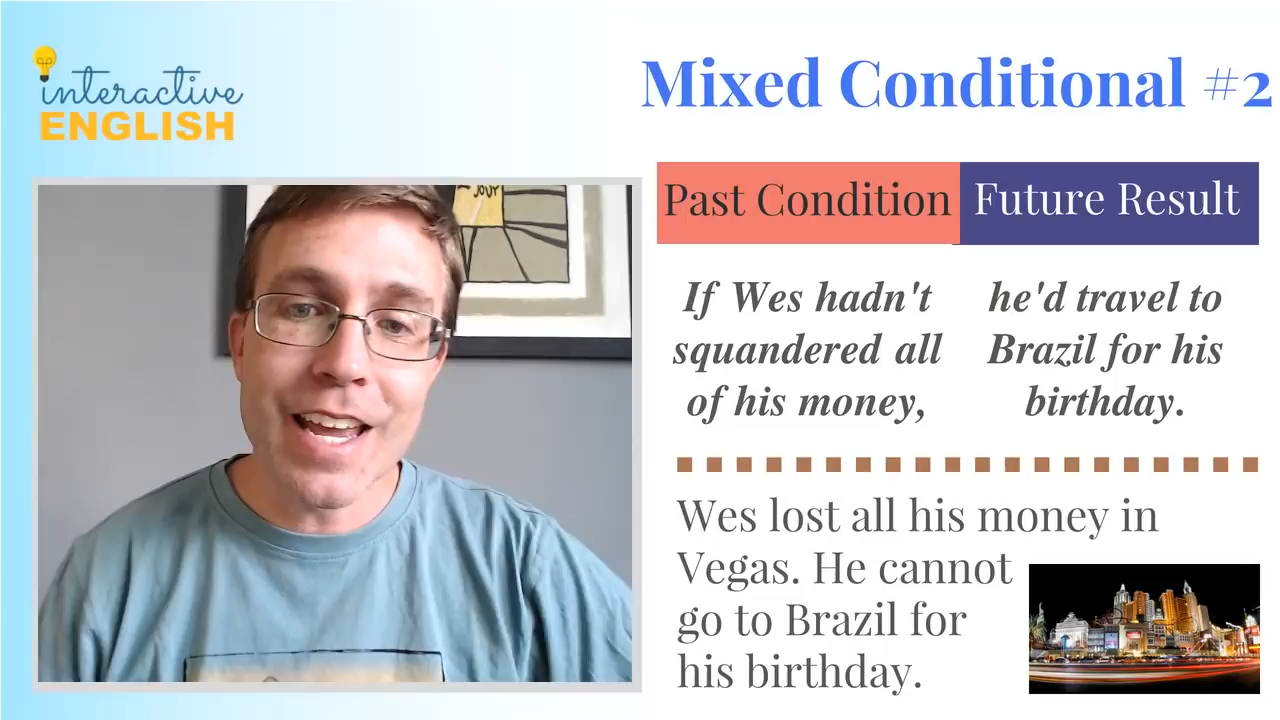 interactive
ENGLISH
Mixed Conditional #2
Past Condition
Future Result
If Wes hadn't
squandered all
of his money,
he'd travel to
Brazil for his
birthday.
Wes lost all his money in
Vegas. He cannot
go to Brazil for
his birthday.